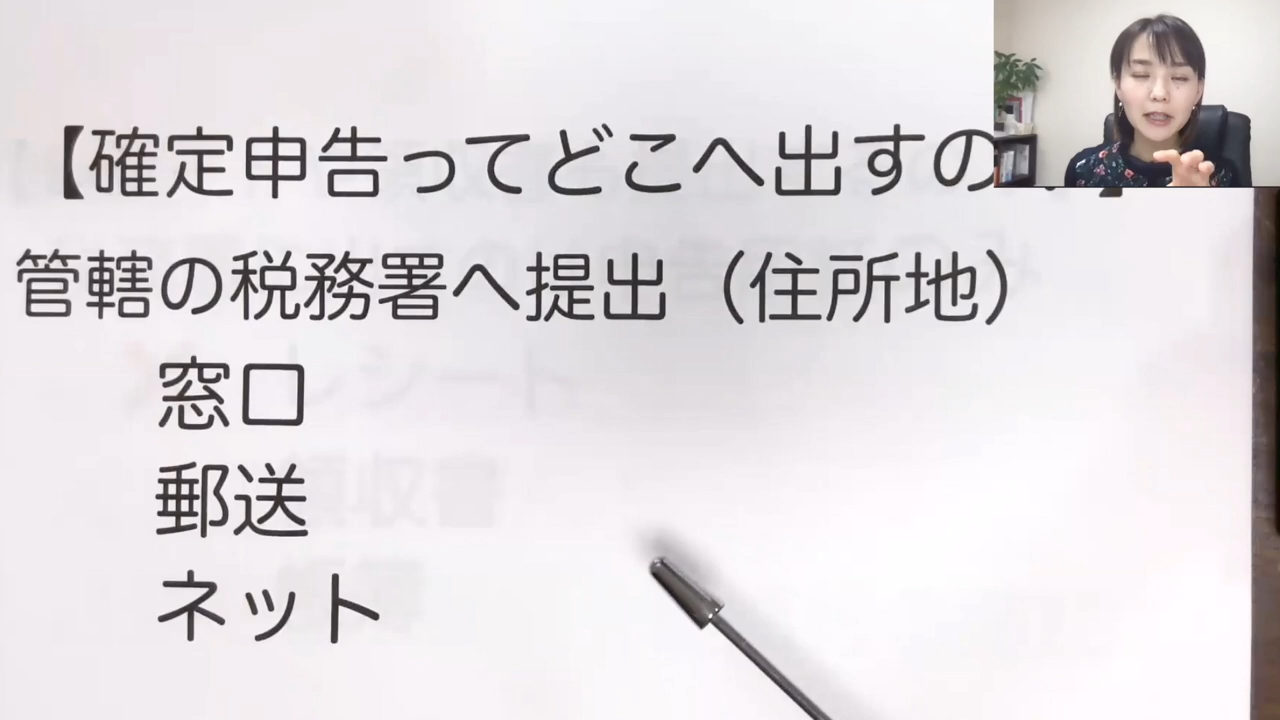 【確定申告ってどこへ出すの
管轄の税務署へ提出（住所地）
窓口
郵送
ネット